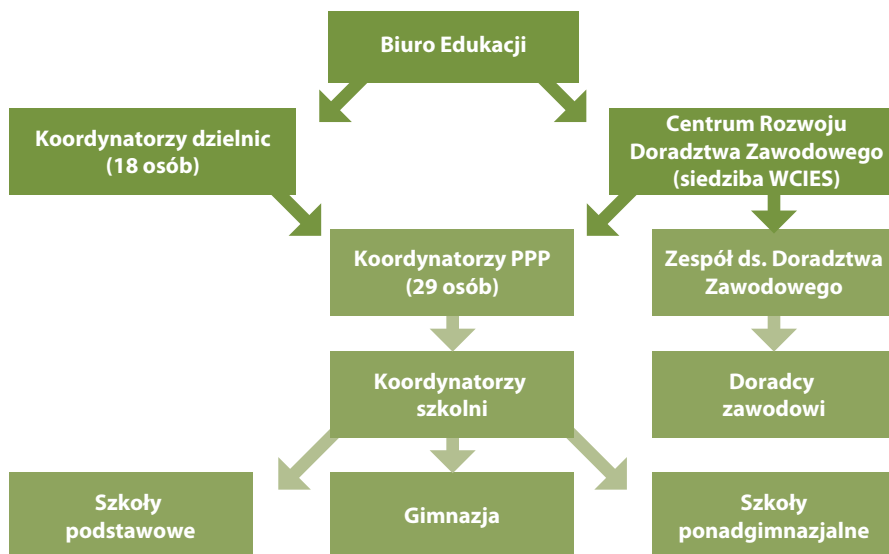 Biuro Edukacji
Koordynatorzy dzielnic
(18 osób)
Centrum Rozwoju
Doradztwa Zawodowego
(siedziba WCIES)
Koordynatorzy PPP
(29 osób)
Zespół ds. Doradztwa
Zawodowego
Koordynatorzy
szkolni
Doradcy
zawodowi
Szkoły
podstawowe
Gimnazja
Szkoły
ponadgimnazjalne